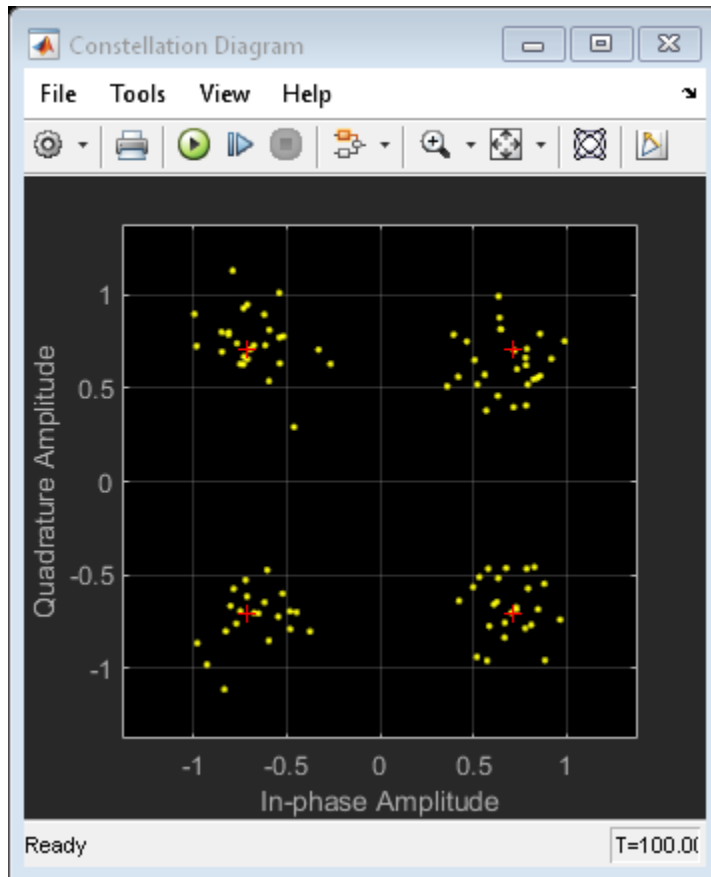 Constellation Diagram
File Tools View Help
1
0.5
0
-0.5
-1
Quadrature Amplitude
-1 -0.5 0 0.5 1
In-phase Amplitude
Ready T=100.00